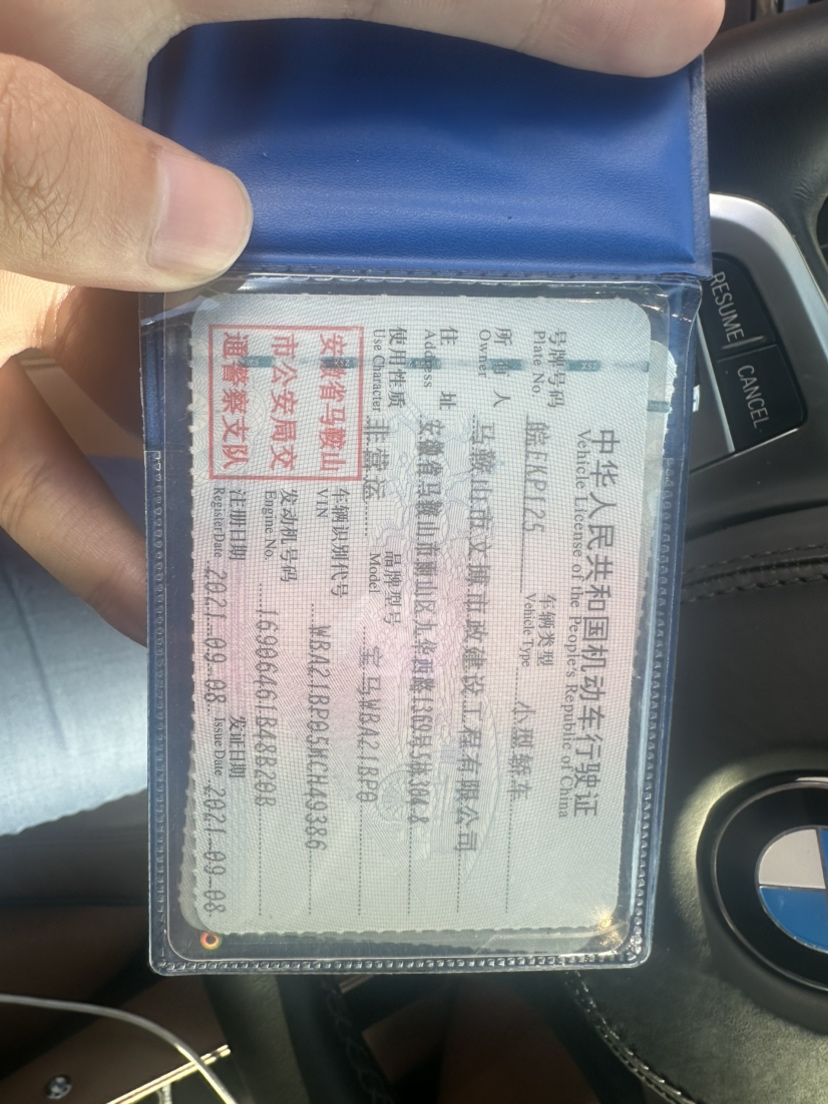 中华人民共和国机动车行驶证
Vehicle License of the People's Republic of China
号牌号码 皖EKP125 车辆类型 小型轿车
Plate No. Vehicle Type
所有人 马鞍山市文博市政建设工程有限公司
Owner
住址 安徽省马鞍山市 山区九华西路1369号5栋304-8
Address
使用性质 非营运 品牌型号 宝马WBA21BP0
Use Character Model
安徽省马鞍山
市公安局交
通警察支队
车辆识别代号 WBA21BP05MCH49386
VIN
发动机号码 16906461B48B20B
Engine No.
注册日期 2021-09-08 发证日期 2021-09-08
Register Date Issue Date
RESUME
CANCEL